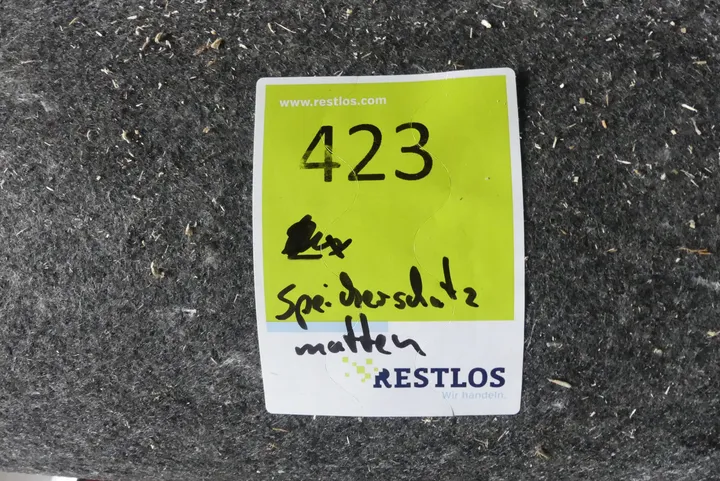 www.restlos.com
423
Speicherschutz
matten
RESTLOS
Wir handeln.